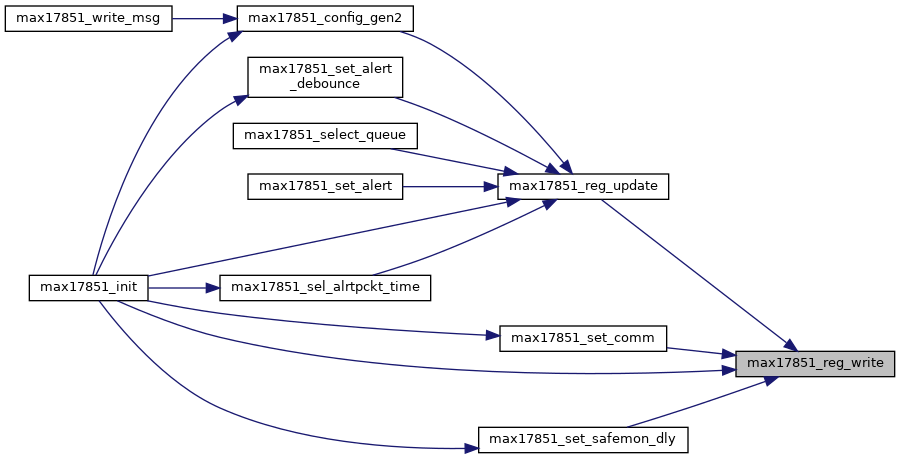 max17851_write_msg
max17851_config_gen2
max17851_set_alert
_debounce
max17851_select_queue
max17851_set_alert
max17851_reg_update
max17851_init
max17851_sel_alrtpckt_time
max17851_set_comm
max17851_reg_write
max17851_set_safemon_dly